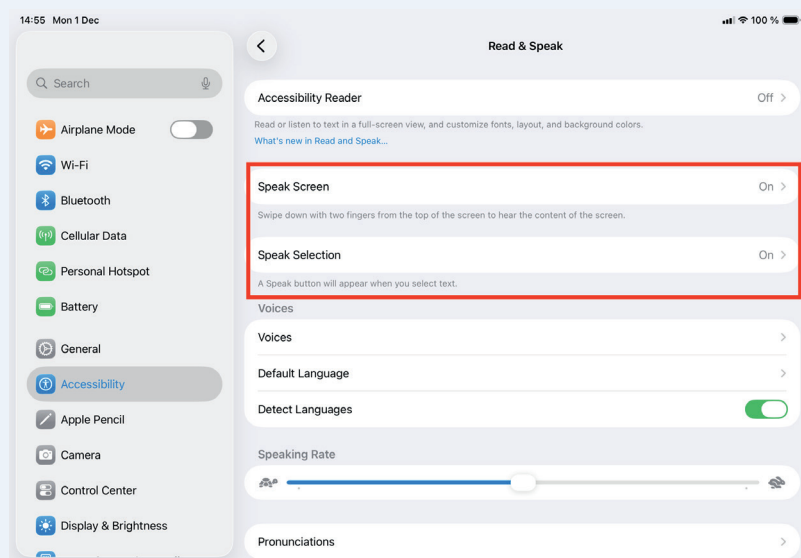 14:55 Mon 1 Dec
100 %
Search
Airplane Mode
Wi-Fi
Bluetooth
Cellular Data
Personal Hotspot
Battery
General
Accessibility
Apple Pencil
Camera
Control Center
Display & Brightness
Read & Speak
Accessibility Reader Off
Read or listen to text in a full-screen view, and customize fonts, layout, and background colors.
What's new in Read and Speak...
Speak Screen On
Swipe down with two fingers from the top of the screen to hear the content of the screen.
Speak Selection On
A Speak button will appear when you select text.
Voices
Voices
Default Language
Detect Languages
Speaking Rate
Pronunciations